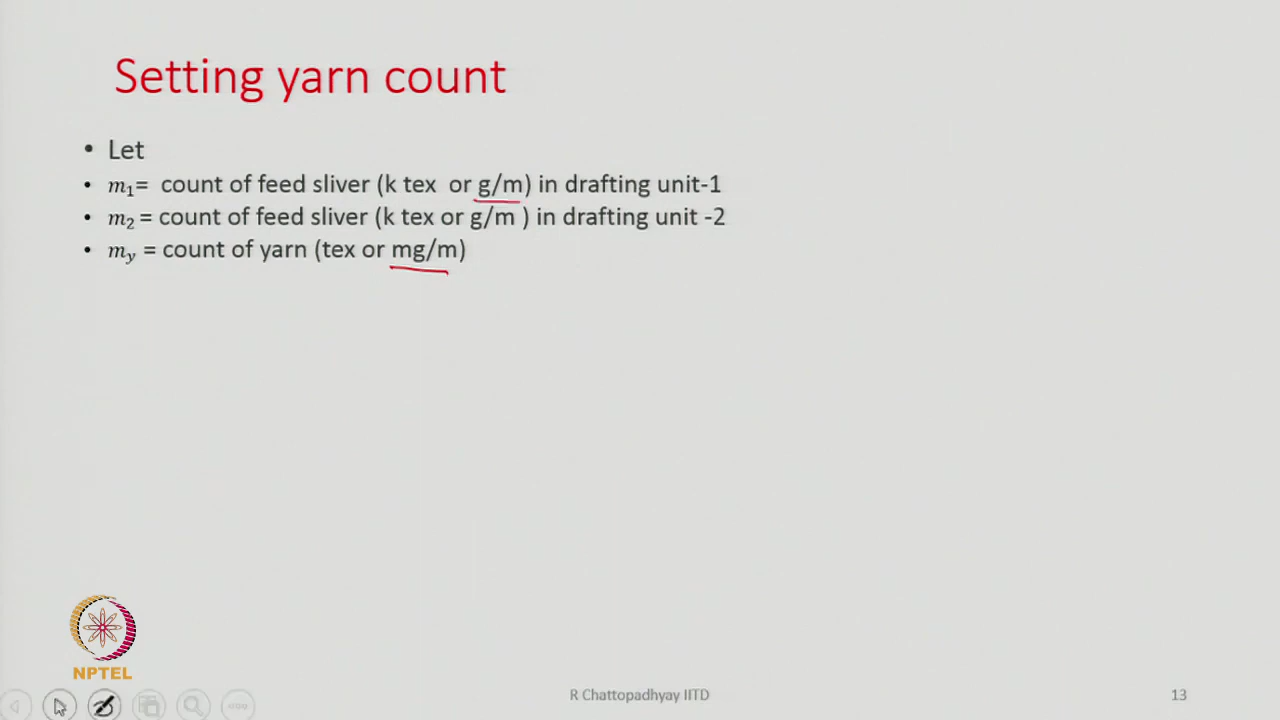 Setting yarn count
• Let
• m₁= count of feed sliver (k tex or g/m) in drafting unit-1
• m₂ = count of feed sliver (k tex or g/m ) in drafting unit -2
• mᵧ = count of yarn (tex or mg/m)
NPTEL
R Chattopadhyay IITD
13